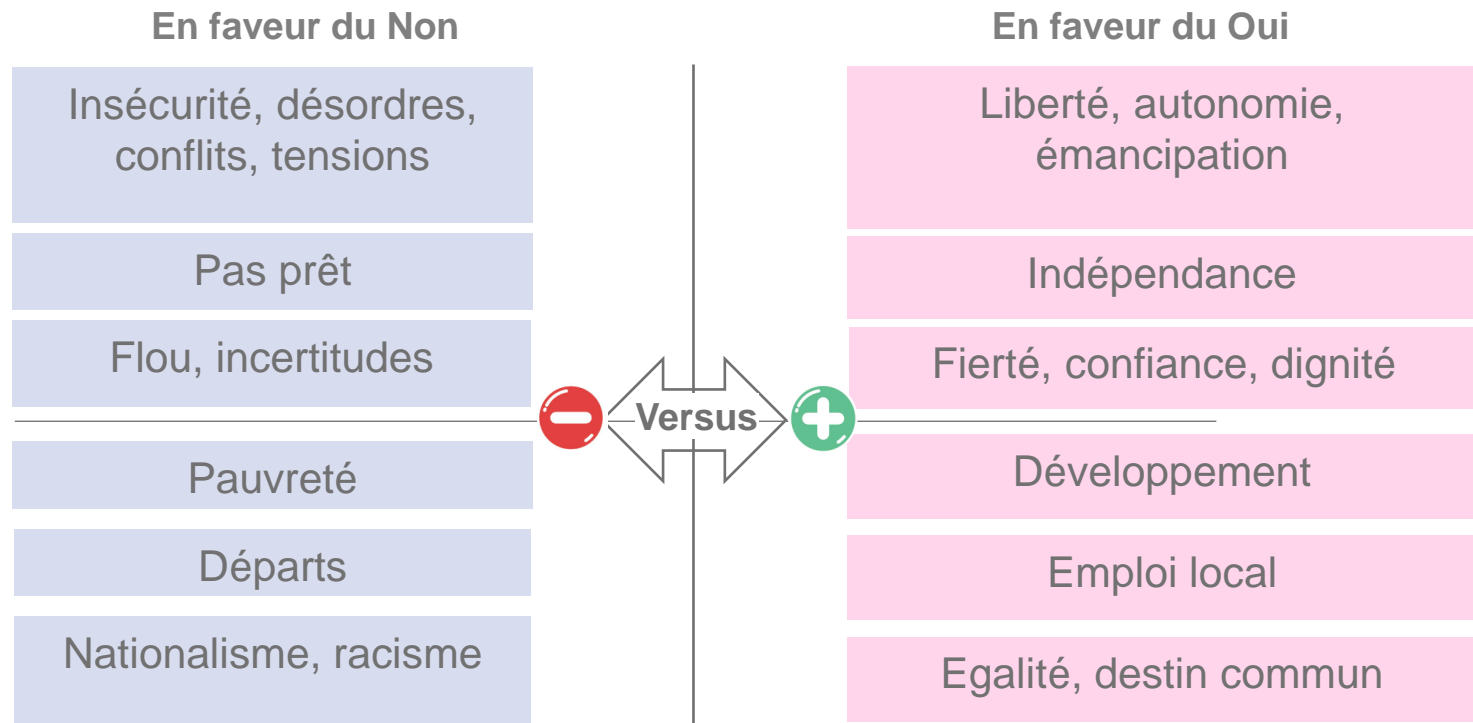 En faveur du Non
Insécurité, désordres,
conflits, tensions
Pas prêt
Flou, incertitudes
Pauvreté
Départs
Nationalisme, racisme
Versus
En faveur du Oui
Liberté, autonomie,
émancipation
Indépendance
Fierté, confiance, dignité
Développement
Emploi local
Egalité, destin commun